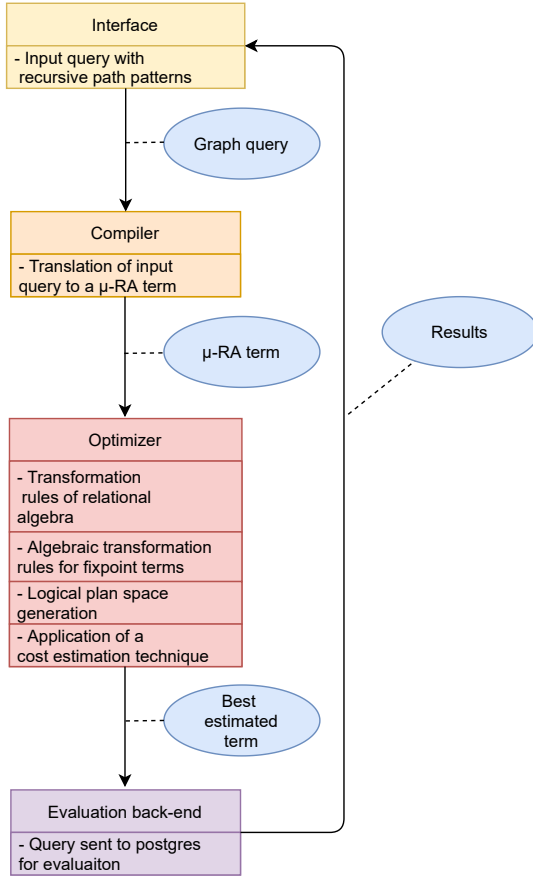 Interface
- Input query with
recursive path patterns
Graph query
Compiler
- Translation of input
query to a μ-RA term
μ-RA term
Results
Optimizer
- Transformation
rules of relational
algebra
- Algebraic transformation
rules for fixpoint terms
- Logical plan space
generation
- Application of a
cost estimation technique
Best
estimated
term
Evaluation back-end
- Query sent to postgres
for evaluaiton